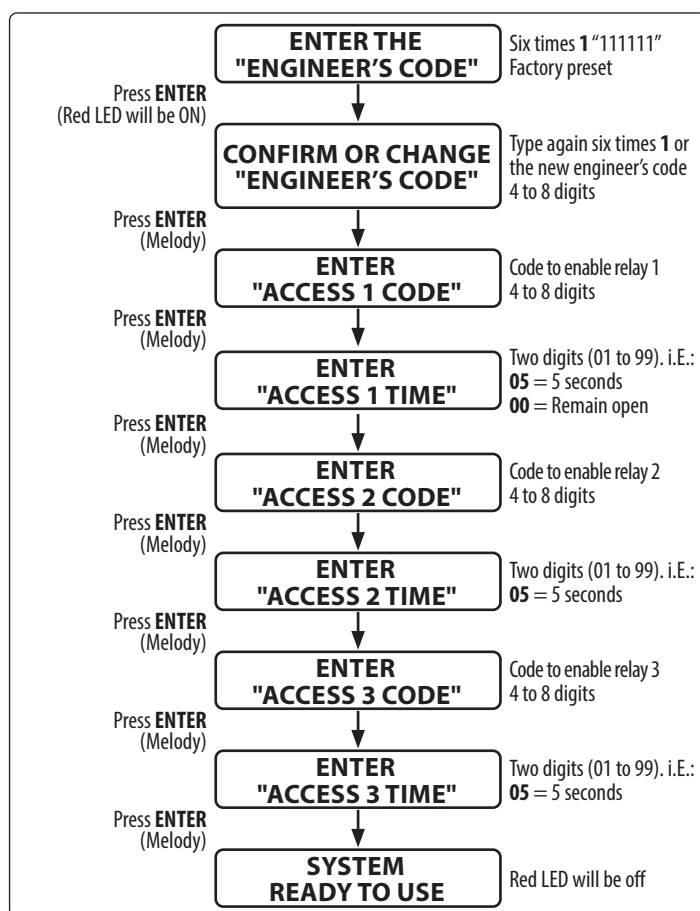 ENTER THE
"ENGINEER'S CODE"
Six times 1 “111111”
Factory preset
Press ENTER
(Red LED will be ON)
CONFIRM OR CHANGE
"ENGINEER'S CODE"
Type again six times 1 or
the new engineer's code
4 to 8 digits
Press ENTER
(Melody)
ENTER
"ACCESS 1 CODE"
Code to enable relay 1
4 to 8 digits
Press ENTER
(Melody)
ENTER
"ACCESS 1 TIME"
Two digits (01 to 99). i.E.:
05 = 5 seconds
00 = Remain open
Press ENTER
(Melody)
ENTER
"ACCESS 2 CODE"
Code to enable relay 2
4 to 8 digits
Press ENTER
(Melody)
ENTER
"ACCESS 2 TIME"
Two digits (01 to 99). i.E.:
05 = 5 seconds
Press ENTER
(Melody)
ENTER
"ACCESS 3 CODE"
Code to enable relay 3
4 to 8 digits
Press ENTER
(Melody)
ENTER
"ACCESS 3 TIME"
Two digits (01 to 99). i.E.:
05 = 5 seconds
Press ENTER
(Melody)
SYSTEM
READY TO USE
Red LED will be off